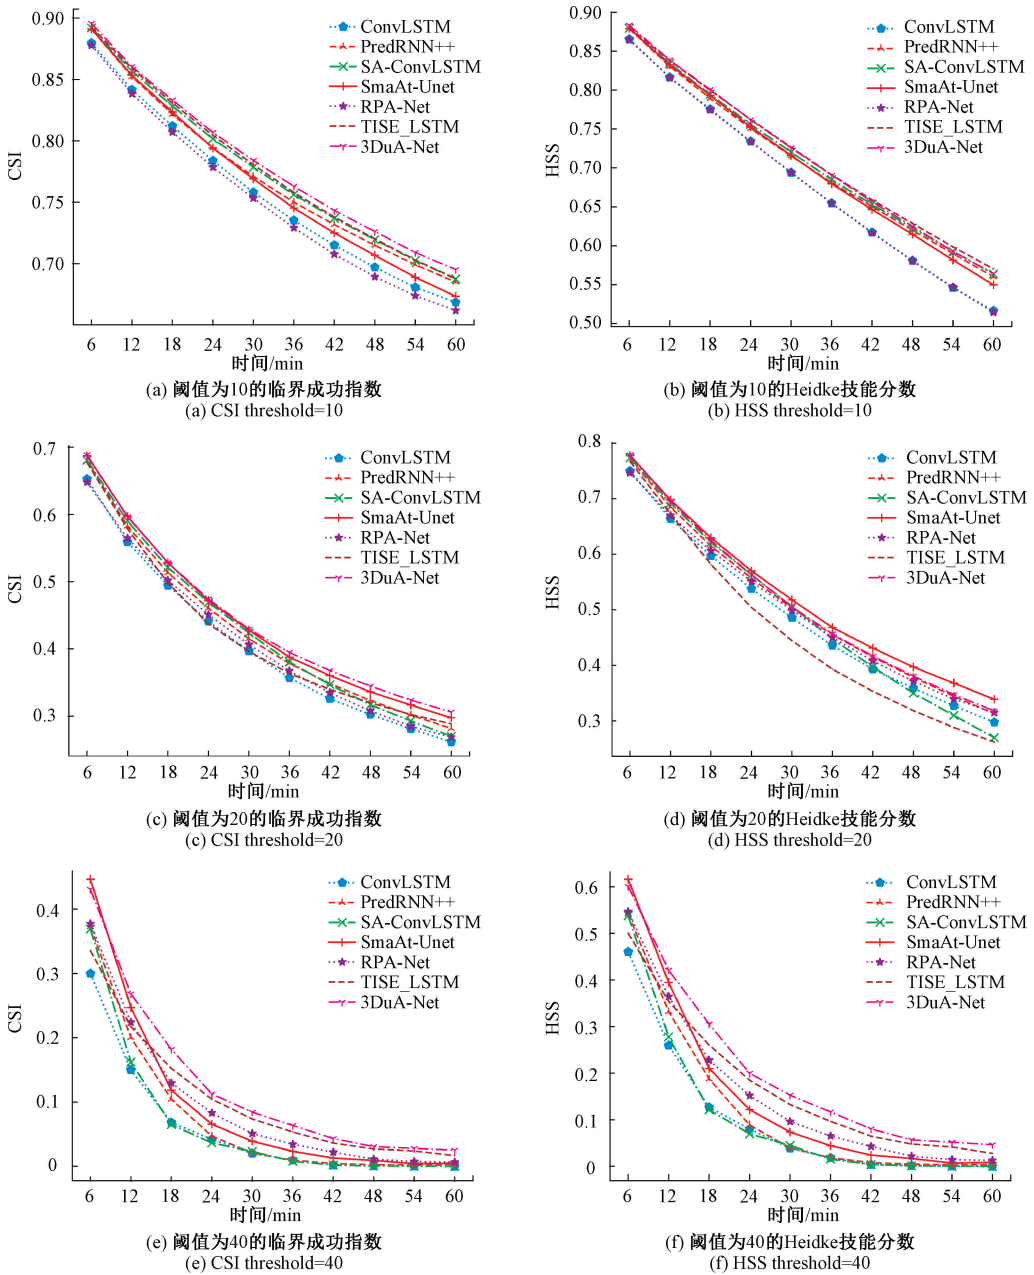 0.90
0.85
0.80
0.75
0.70
CSI
ConvLSTM
PredRNN++
SA-ConvLSTM
SmaAt-Unet
RPA-Net
TISE_LSTM
3DuA-Net
6 12 18 24 30 36 42 48 54 60
时间/min
(a) 阈值为10的临界成功指数
(a) CSI threshold=10
0.90
0.85
0.80
0.75
0.70
0.65
0.60
0.55
0.50
HSS
ConvLSTM
PredRNN++
SA-ConvLSTM
SmaAt-Unet
RPA-Net
TISE_LSTM
3DuA-Net
6 12 18 24 30 36 42 48 54 60
时间/min
(b) 阈值为10的Heidke技能分数
(b) HSS threshold=10
0.7
0.6
0.5
0.4
0.3
CSI
ConvLSTM
PredRNN++
SA-ConvLSTM
SmaAt-Unet
RPA-Net
TISE_LSTM
3DuA-Net
6 12 18 24 30 36 42 48 54 60
时间/min
(c) 阈值为20的临界成功指数
(c) CSI threshold=20
0.8
0.7
0.6
0.5
0.4
0.3
HSS
ConvLSTM
PredRNN++
SA-ConvLSTM
SmaAt-Unet
RPA-Net
TISE_LSTM
3DuA-Net
6 12 18 24 30 36 42 48 54 60
时间/min
(d) 阈值为20的Heidke技能分数
(d) HSS threshold=20
0.4
0.3
0.2
0.1
0
CSI
ConvLSTM
PredRNN++
SA-ConvLSTM
SmaAt-Unet
RPA-Net
TISE_LSTM
3DuA-Net
6 12 18 24 30 36 42 48 54 60
时间/min
(e) 阈值为40的临界成功指数
(e) CSI threshold=40
0.6
0.5
0.4
0.3
0.2
0.1
0
HSS
ConvLSTM
PredRNN++
SA-ConvLSTM
SmaAt-Unet
RPA-Net
TISE_LSTM
3DuA-Net
6 12 18 24 30 36 42 48 54 60
时间/min
(f) 阈值为40的Heidke技能分数
(f) HSS threshold=40